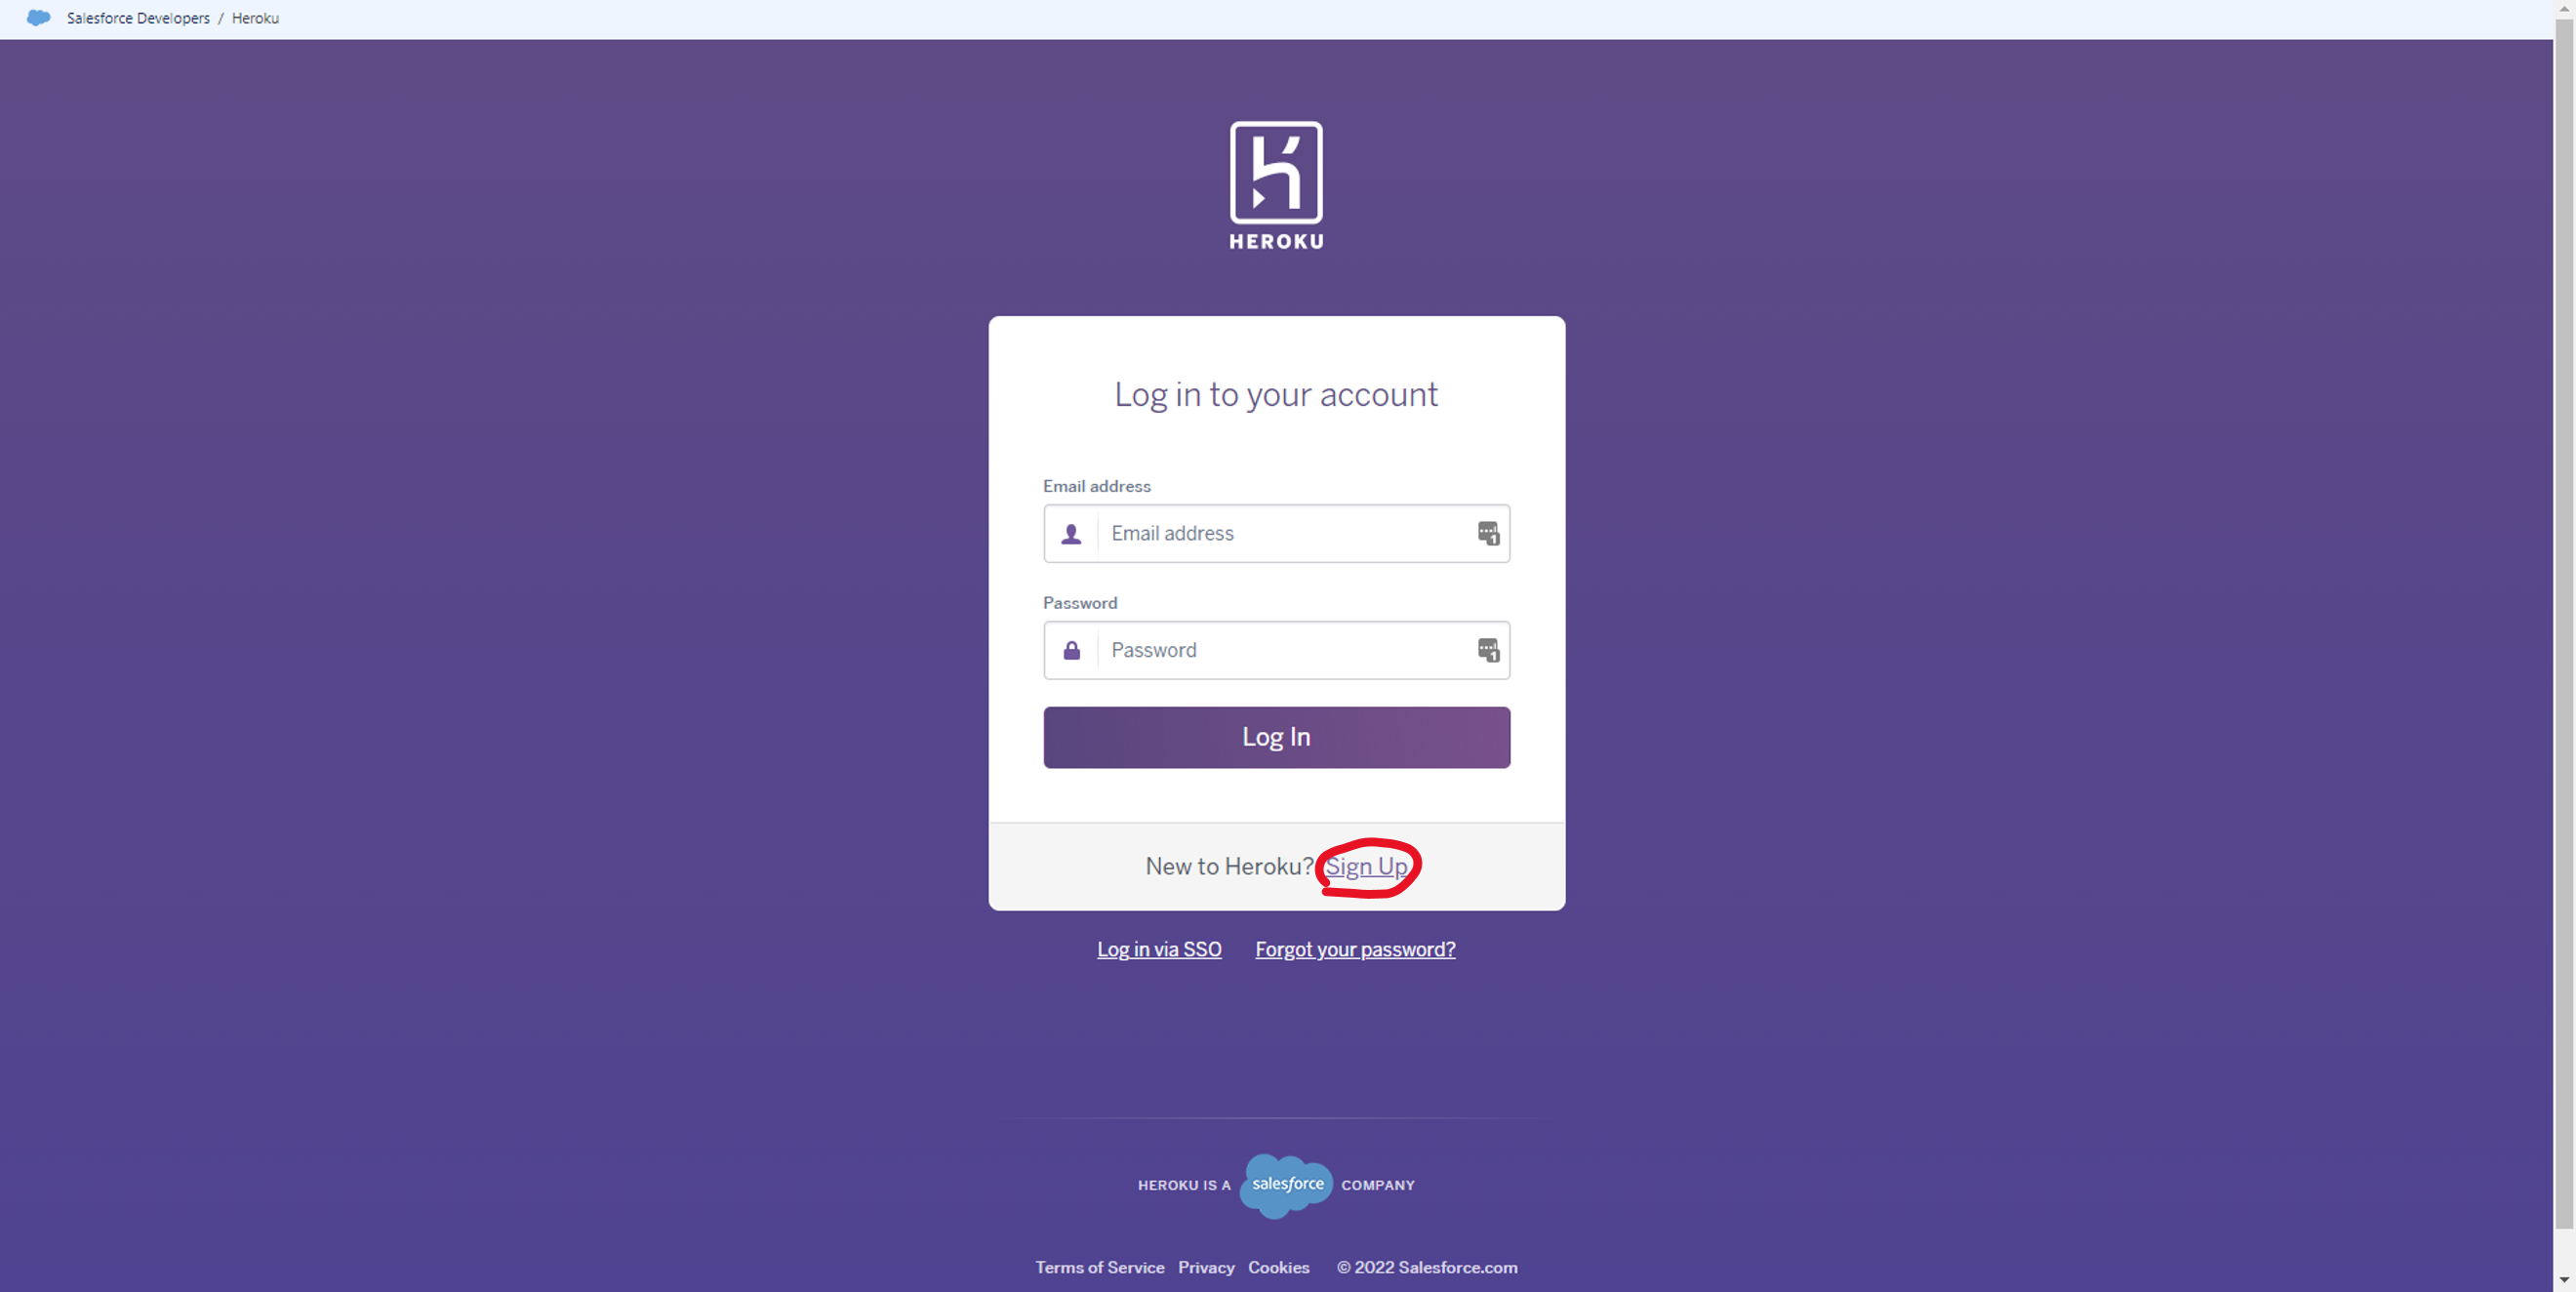 Salesforce Developers / Heroku
HEROKU
Log in to your account
Email address
Email address
1
Password
Password
1
Log In
New to Heroku? Sign Up
Log in via SSO Forgot your password?
HEROKU IS A salesforce COMPANY
Terms of Service Privacy Cookies © 2022 Salesforce.com